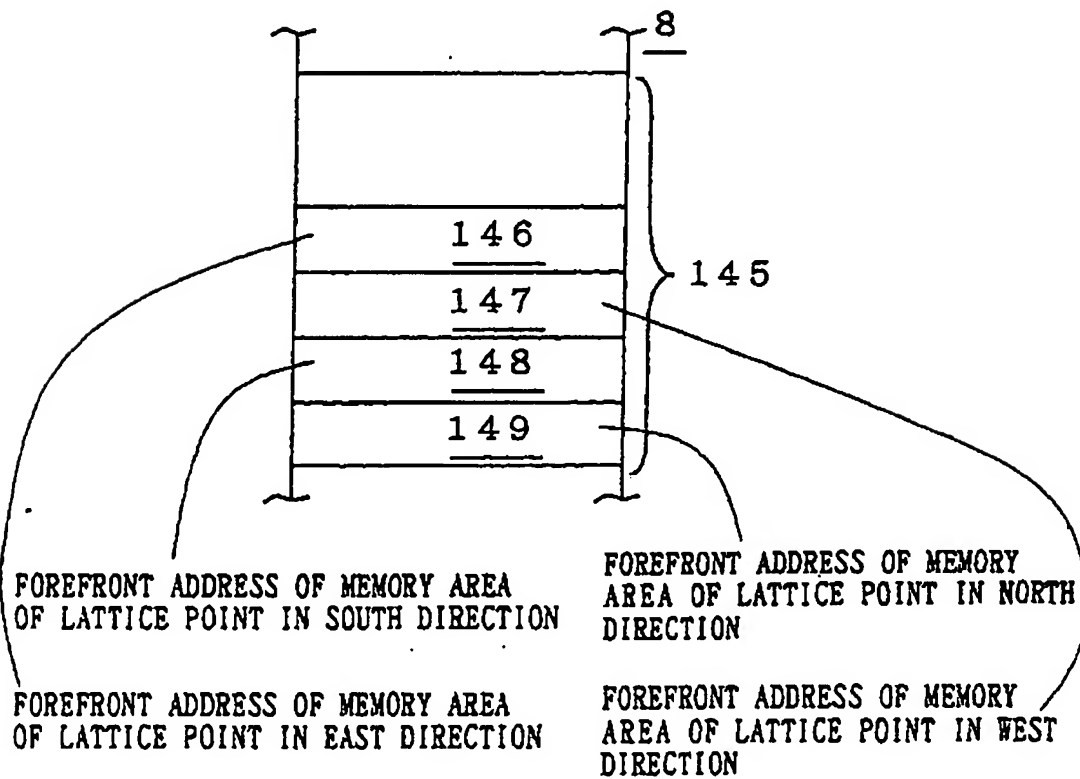 8
146
147
145
148
149
FOREFRONT ADDRESS OF MEMORY AREA
OF LATTICE POINT IN SOUTH DIRECTION
FOREFRONT ADDRESS OF MEMORY
AREA OF LATTICE POINT IN NORTH
DIRECTION
FOREFRONT ADDRESS OF MEMORY AREA
OF LATTICE POINT IN EAST DIRECTION
FOREFRONT ADDRESS OF MEMORY
AREA OF LATTICE POINT IN WEST
DIRECTION